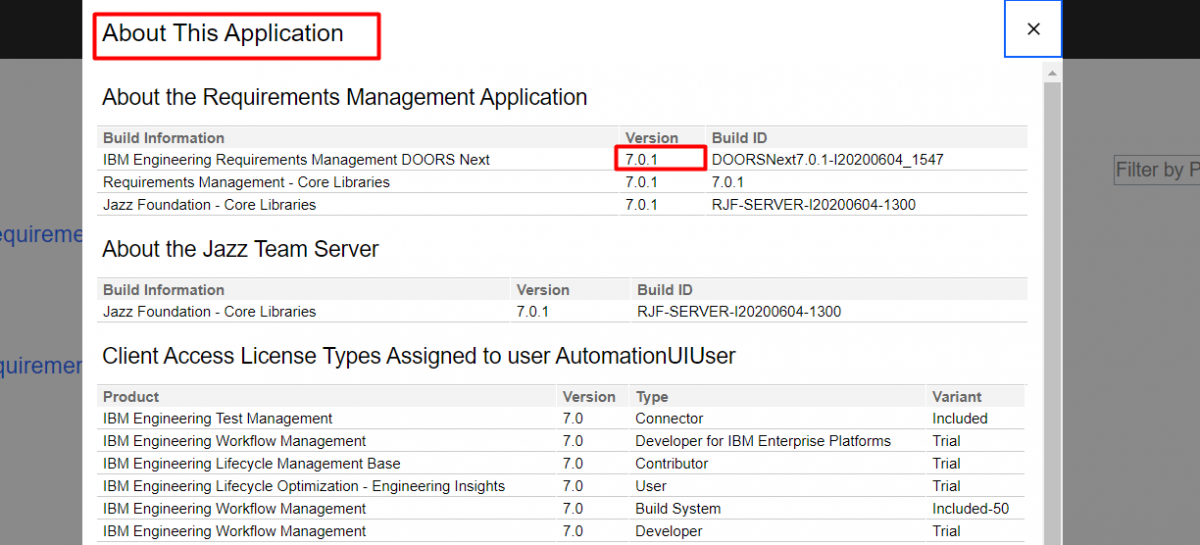 About This Application
About the Requirements Management Application
Build Information Version Build ID
IBM Engineering Requirements Management DOORS Next 7.0.1 DOORSNext7.0.1-I20200604_1547
Requirements Management - Core Libraries 7.0.1 7.0.1
Jazz Foundation - Core Libraries 7.0.1 RJF-SERVER-I20200604-1300
Filter by P
equireme
About the Jazz Team Server
Build Information Version Build ID
Jazz Foundation - Core Libraries 7.0.1 RJF-SERVER-I20200604-1300
Client Access License Types Assigned to user AutomationUIUser
quiremen
Product Version Type Variant
IBM Engineering Test Management 7.0 Connector Included
IBM Engineering Workflow Management 7.0 Developer for IBM Enterprise Platforms Trial
IBM Engineering Lifecycle Management Base 7.0 Contributor Trial
IBM Engineering Lifecycle Optimization - Engineering Insights 7.0 User Trial
IBM Engineering Workflow Management 7.0 Build System Included-50
IBM Engineering Workflow Management 7.0 Developer Trial